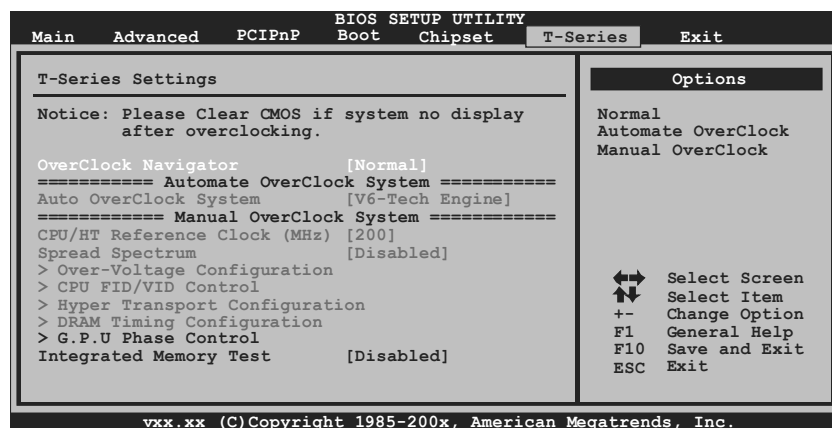 BIOS SETUP UTILITY
Main Advanced PCIPnP Boot Chipset T-Series Exit
T-Series Settings
Notice: Please Clear CMOS if system no display
after overclocking.
OverClock Navigator [Normal]
=========== Automate OverClock System ===========
Auto OverClock System [V6-Tech Engine]
============ Manual OverClock System ============
CPU/HT Reference Clock (MHz) [200]
Spread Spectrum [Disabled]
> Over-Voltage Configuration
> CPU FID/VID Control
> Hyper Transport Configuration
> DRAM Timing Configuration
> G.P.U Phase Control
Integrated Memory Test [Disabled]
Options
Normal
Automate OverClock
Manual OverClock
Select Screen
Select Item
+- Change Option
F1 General Help
F10 Save and Exit
ESC Exit
vxx.xx (C)Copyright 1985-200x, American Megatrends, Inc.